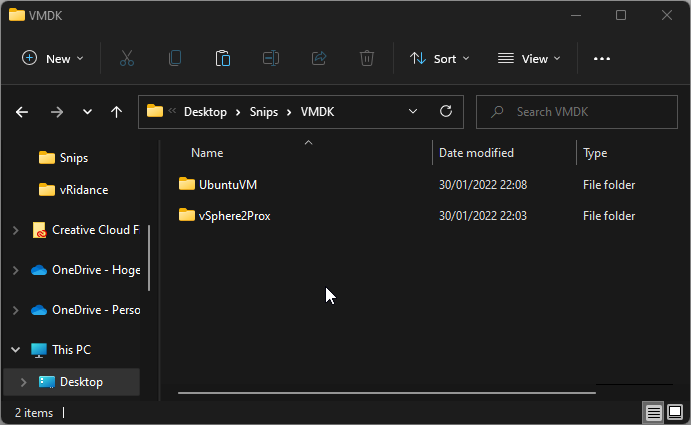 VMDK
New Sort View
Desktop Snips VMDK Search VMDK
Name Date modified Type
Snips
vRidance
Creative Cloud F
OneDrive - Hoge
OneDrive - Perso
This PC
Desktop
UbuntuVM 30/01/2022 22:08 File folder
vSphere2Prox 30/01/2022 22:03 File folder
2 items